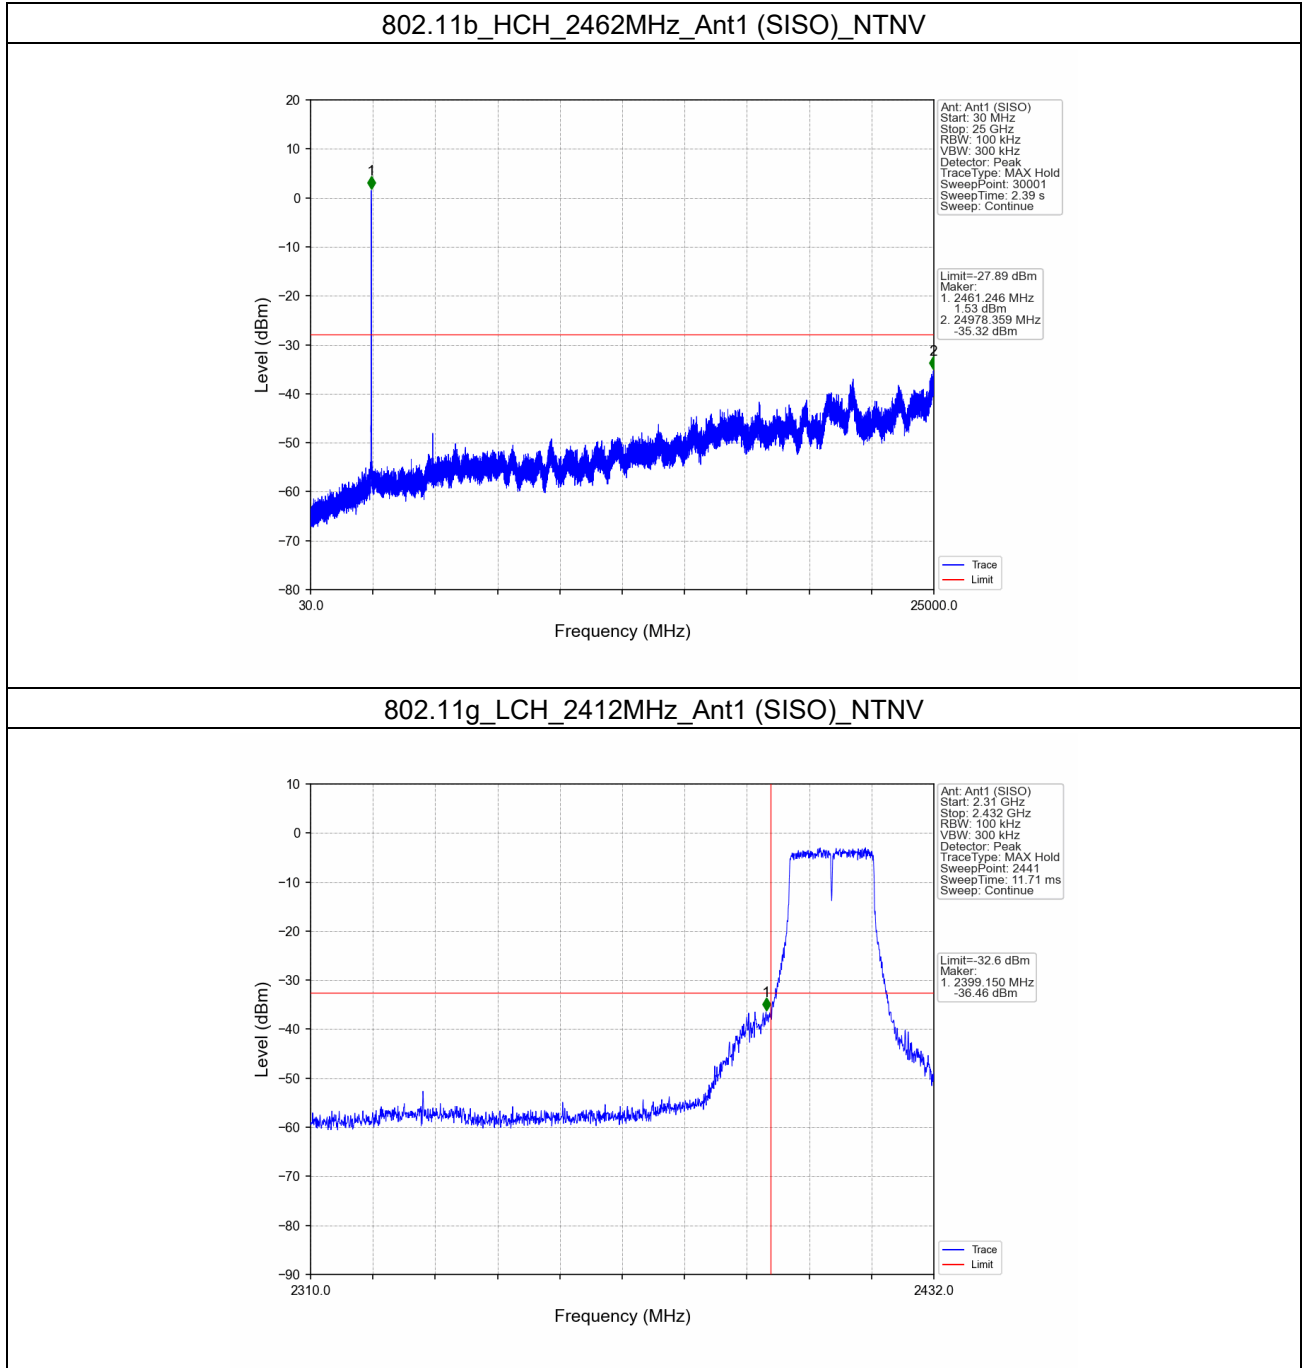 802.11b_HCH_2462MHz_Ant1 (SISO)_NTNV
20
10
0
−10
−20
−30
−40
−50
−60
−70
−80
Level (dBm)
30.0
25000.0
Frequency (MHz)
1
2
Ant: Ant1 (SISO)
Start: 30 MHz
Stop: 25 GHz
RBW: 100 kHz
VBW: 300 kHz
Detector: Peak
TraceType: MAX Hold
SweepPoint: 30001
SweepTime: 2.39 s
Sweep: Continue
Limit=-27.89 dBm
Maker:
1. 2461.246 MHz
1.53 dBm
2. 24978.359 MHz
-35.32 dBm
Trace
Limit
802.11g_LCH_2412MHz_Ant1 (SISO)_NTNV
10
0
−10
−20
−30
−40
−50
−60
−70
−80
−90
Level (dBm)
2310.0
2432.0
Frequency (MHz)
1
Ant: Ant1 (SISO)
Start: 2.31 GHz
Stop: 2.432 GHz
RBW: 100 kHz
VBW: 300 kHz
Detector: Peak
TraceType: MAX Hold
SweepPoint: 2441
SweepTime: 11.71 ms
Sweep: Continue
Limit=-32.6 dBm
Maker:
1. 2399.150 MHz
-36.46 dBm
Trace
Limit